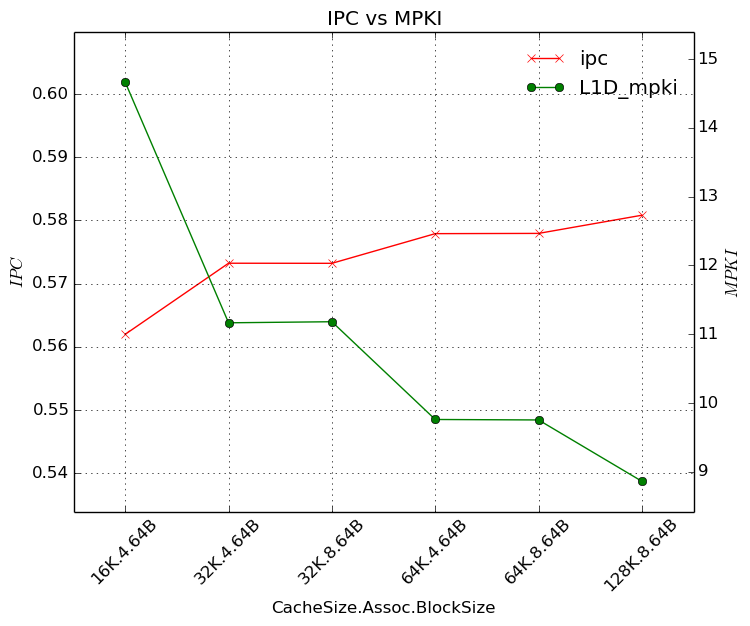 IPC vs MPKI
ipc
L1D_mpki
0.60
0.59
0.58
0.57
0.56
0.55
0.54
IPC
15
14
13
12
11
10
9
MPKI
16K.4.64B
32K.4.64B
32K.8.64B
64K.4.64B
64K.8.64B
128K.8.64B
CacheSize.Assoc.BlockSize